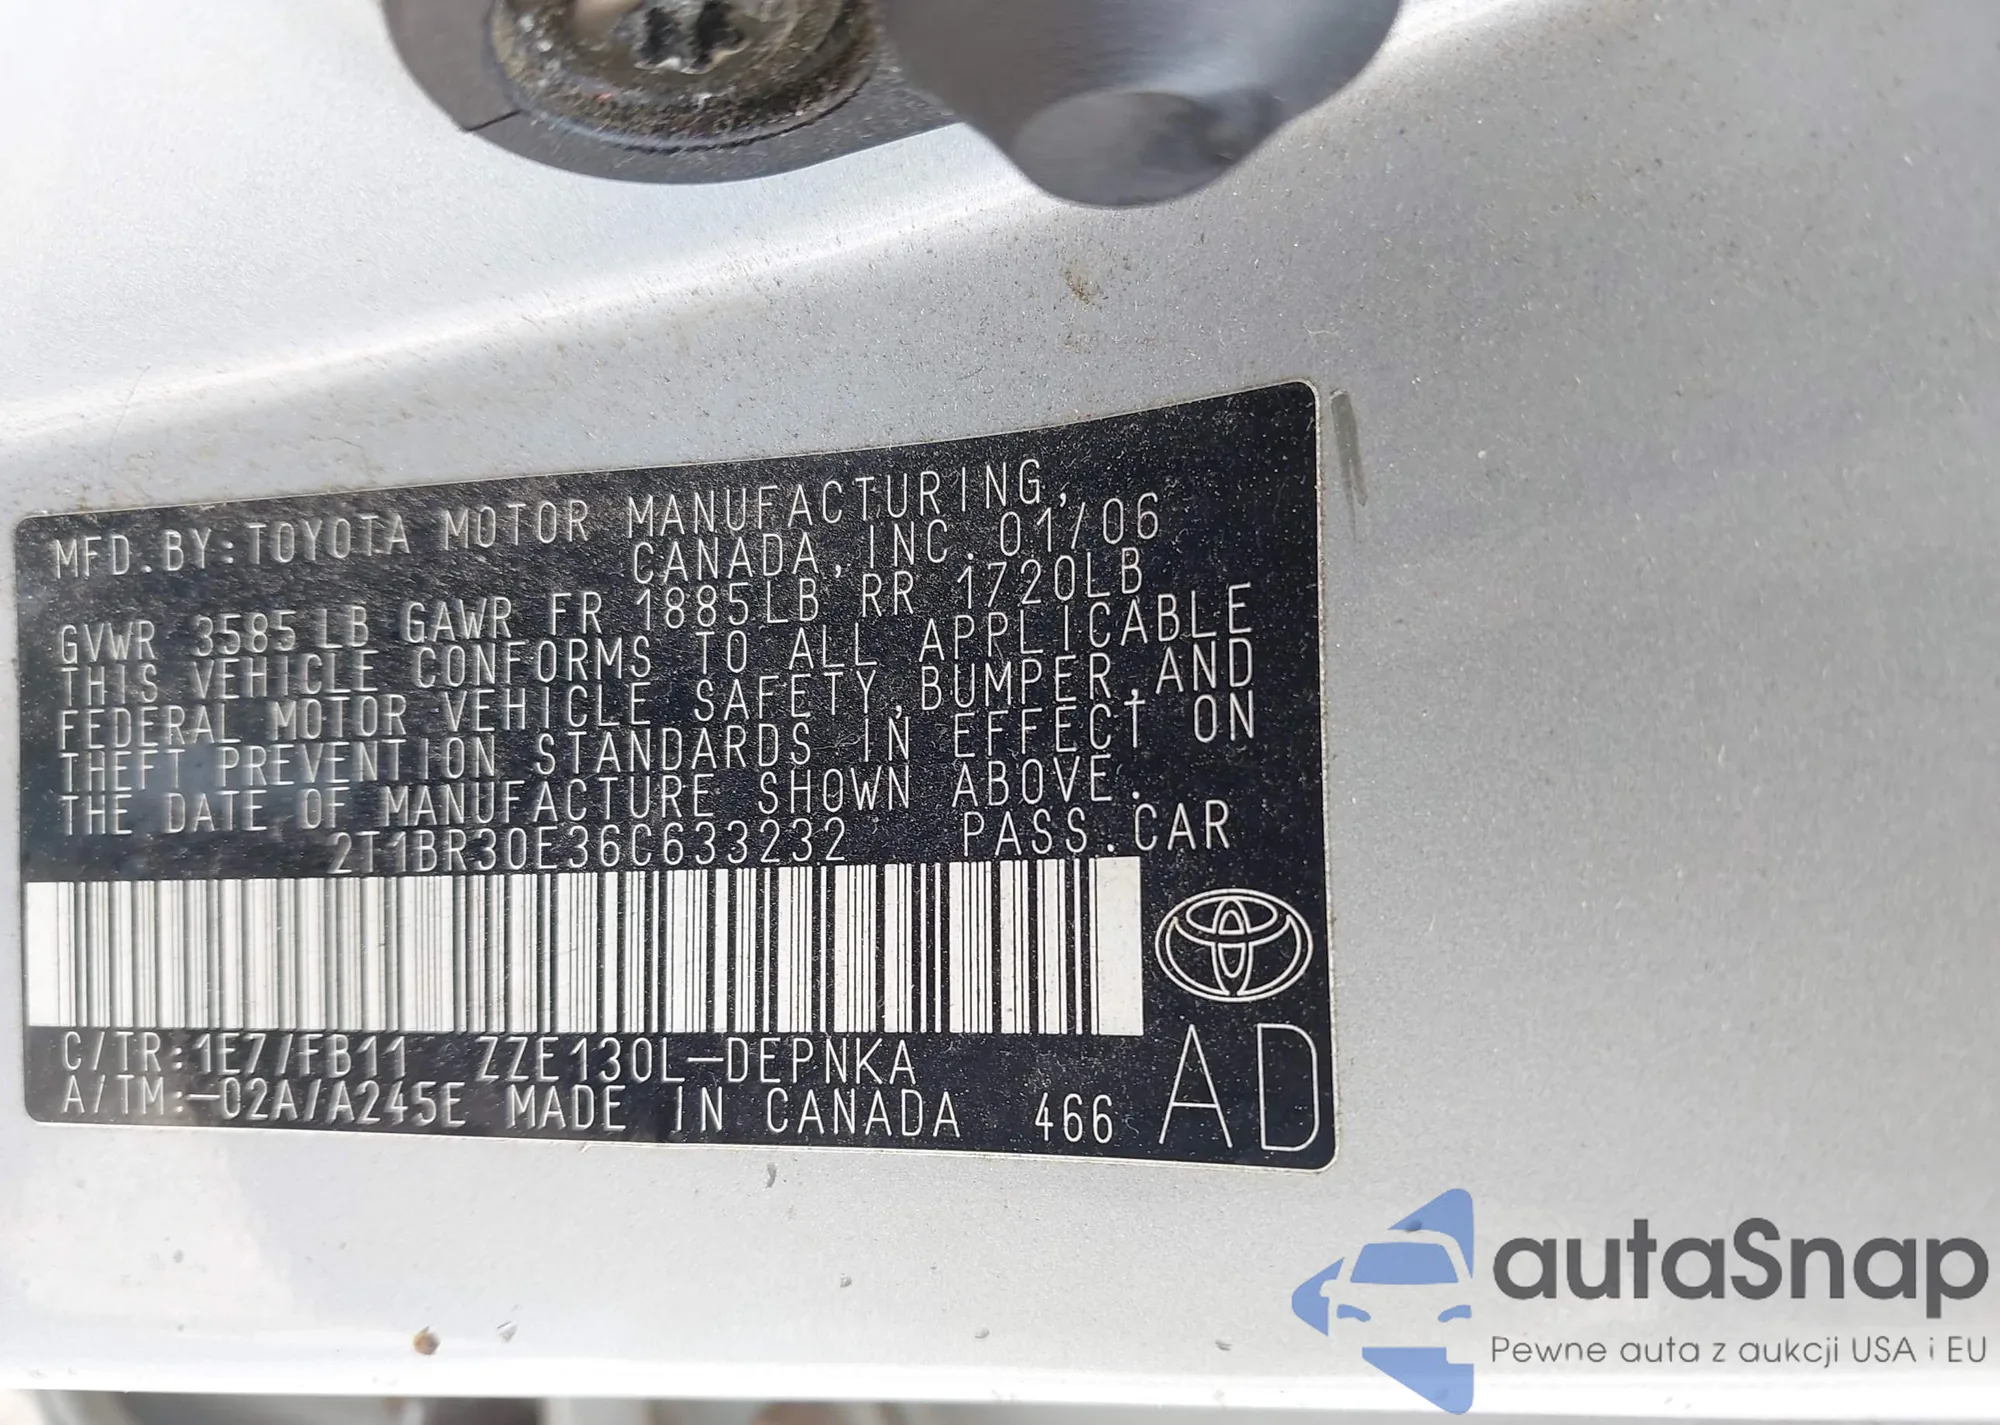 MFD.BY:TOYOTA MOTOR MANUFACTURING,
CANADA,INC.01/06
GVWR 3585LB GAWR FR 1885LB RR 1720LB
THIS VEHICLE CONFORMS TO ALL APPLICABLE
FEDERAL MOTOR VEHICLE SAFETY,BUMPER,AND
THEFT PREVENTION STANDARDS IN EFFECT ON
THE DATE OF MANUFACTURE SHOWN ABOVE.
2T1BR30E36C633232 PASS.CAR
C/TR:1E7/FB11 ZZE130L-DEPNKA
A/TM:-02A/A245E MADE IN CANADA 466 AD
autaSnap
Pewne auta z aukcji USA i EU